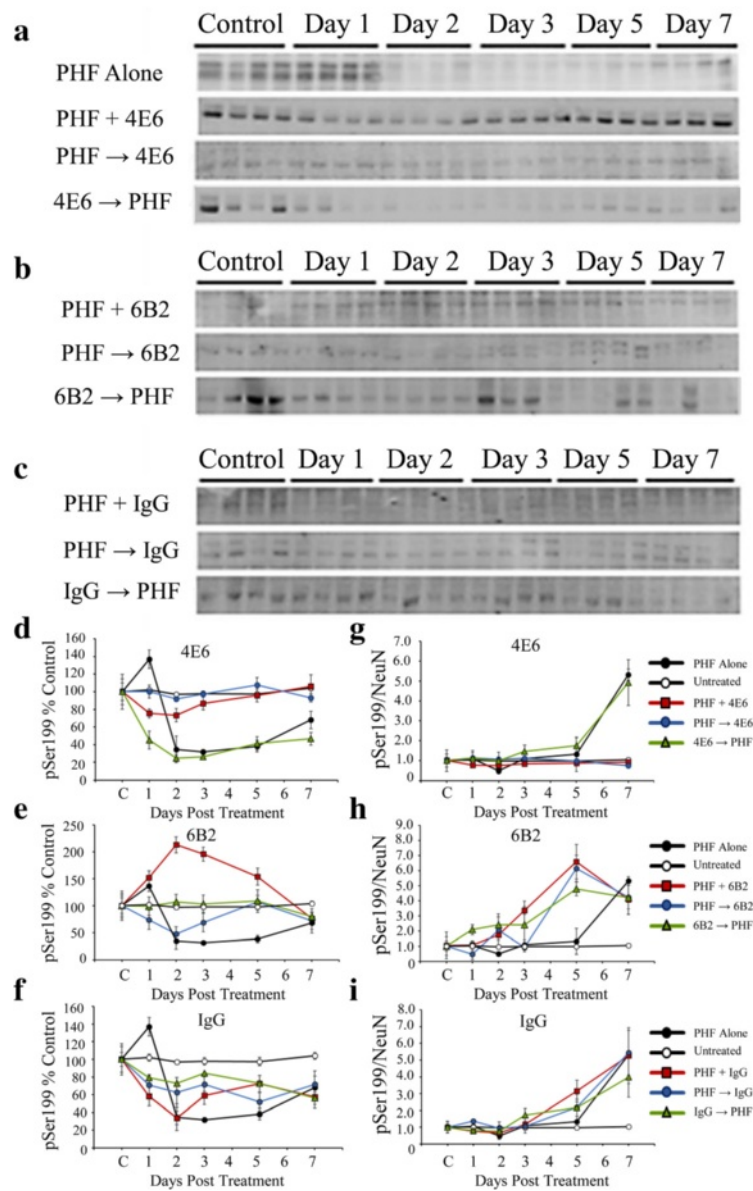 a
Control Day 1 Day 2 Day 3 Day 5 Day 7
PHF Alone
PHF + 4E6
PHF → 4E6
4E6 → PHF
b
Control Day 1 Day 2 Day 3 Day 5 Day 7
PHF + 6B2
PHF → 6B2
6B2 → PHF
c
Control Day 1 Day 2 Day 3 Day 5 Day 7
PHF + IgG
PHF → IgG
IgG → PHF
d
4E6
pSer199 % Control
160
140
120
100
80
60
40
20
0
C 1 2 3 4 5 6 7
Days Post Treatment
g
4E6
pSer199/NeuN
7.0
6.0
5.0
4.0
3.0
2.0
1.0
0
C 1 2 3 4 5 6 7
Days Post Treatment
PHF Alone
Untreated
PHF + 4E6
PHF → 4E6
4E6 → PHF
e
6B2
pSer199 % Control
250
200
150
100
50
0
C 1 2 3 4 5 6 7
Days Post Treatment
h
6B2
pSer199/NeuN
8.0
7.0
6.0
5.0
4.0
3.0
2.0
1.0
0
C 1 2 3 4 5 6 7
Days Post Treatment
PHF Alone
Untreated
PHF + 6B2
PHF → 6B2
6B2 → PHF
f
IgG
pSer199 % Control
160
140
120
100
80
60
40
20
0
C 1 2 3 4 5 6 7
Days Post Treatment
i
IgG
pSer199/NeuN
8.0
7.0
6.0
5.0
4.0
3.0
2.0
1.0
0
C 1 2 3 4 5 6 7
Days Post Treatment
PHF Alone
Untreated
PHF + IgG
PHF → IgG
IgG → PHF